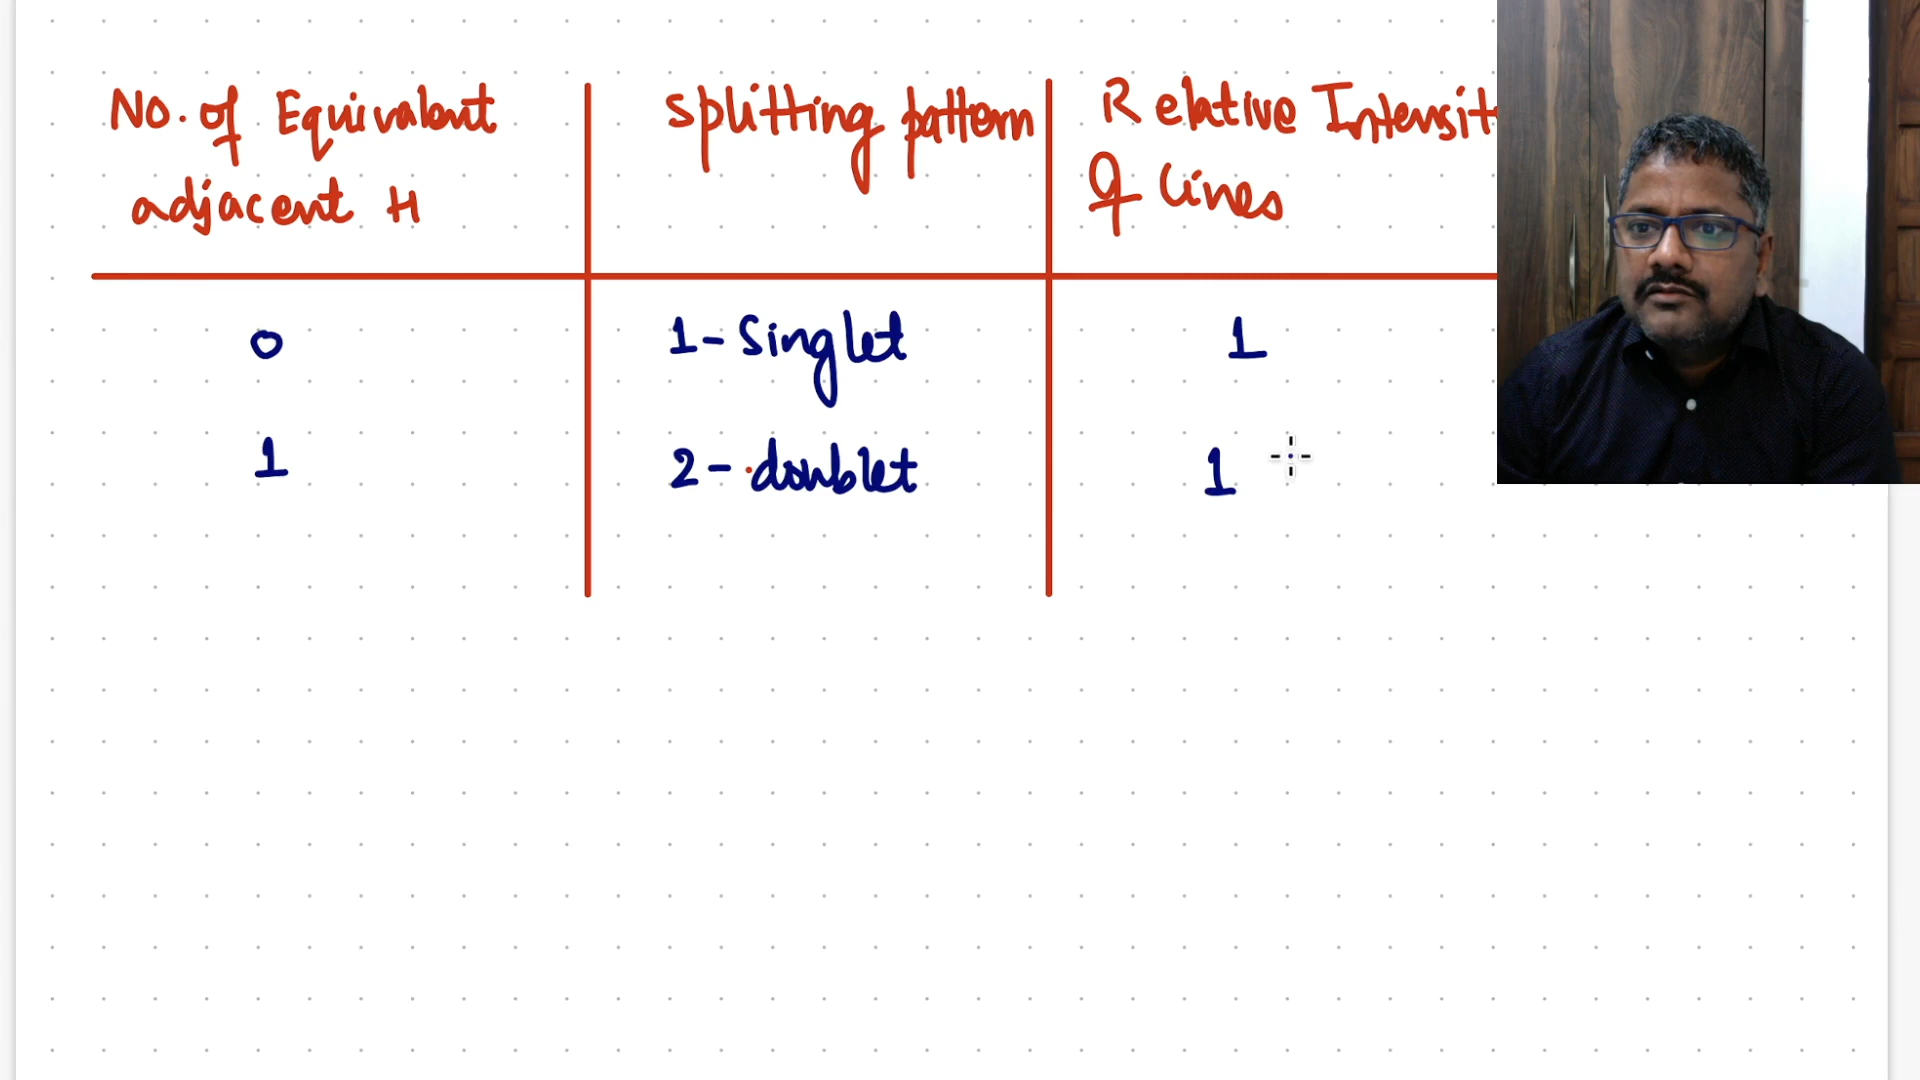 No. of Equivalent
adjacent H
splitting pattern
Relative Intensit
of lines
0
1 - Singlet
1
1
2 - doublet
1